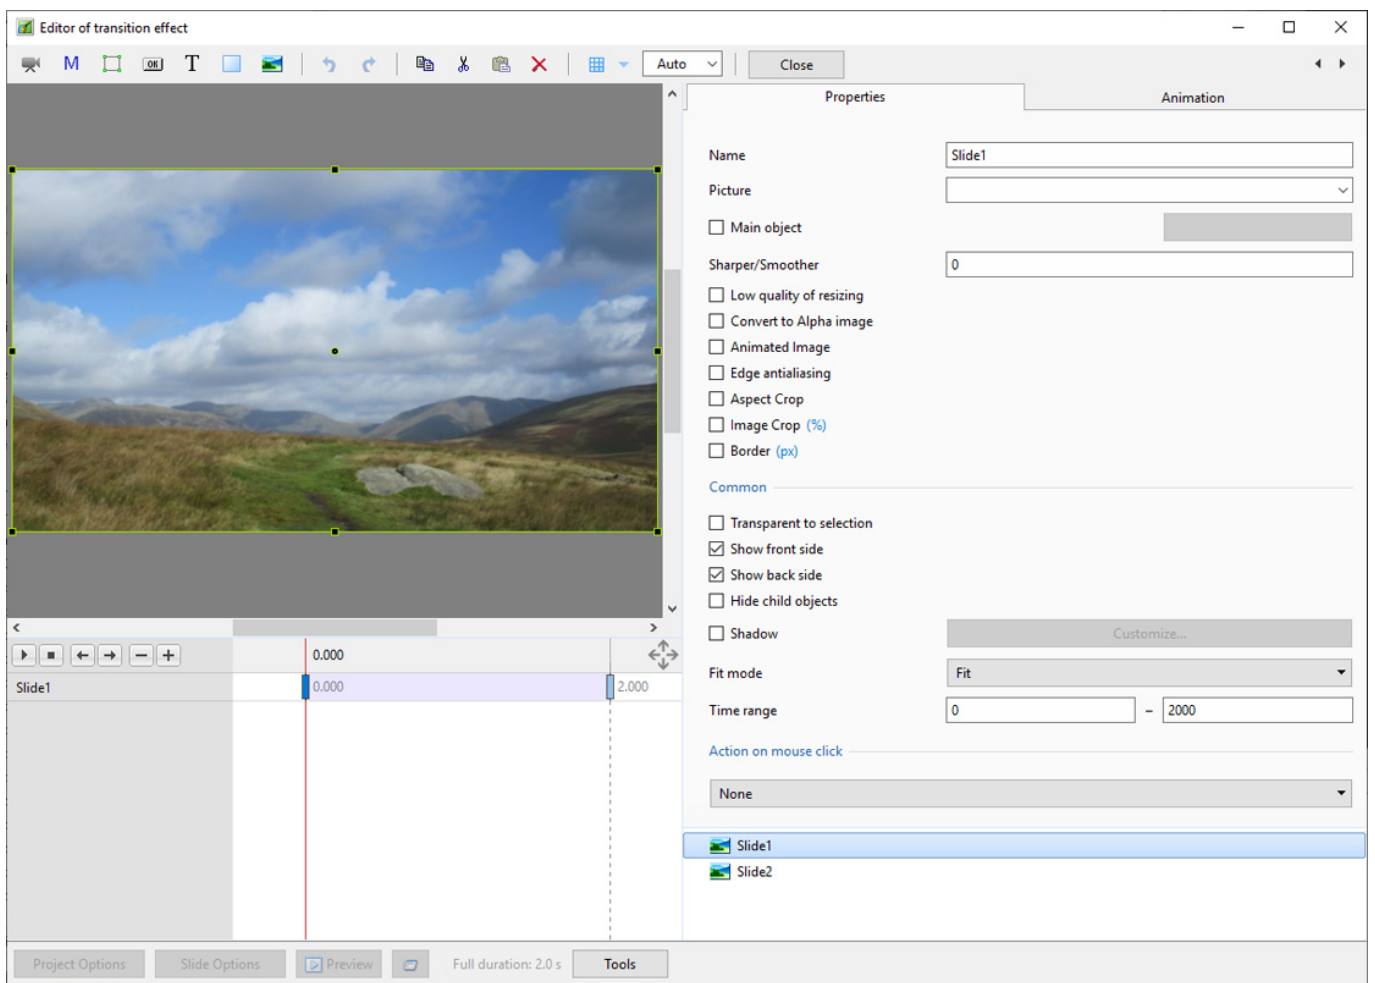 Editor of transition effect
M OK T Auto Close
Properties Animation
Name Slide1
Picture
Main object
Sharper/Smoother 0
Low quality of resizing
Convert to Alpha image
Animated Image
Edge antialiasing
Aspect Crop
Image Crop (%)
Border (px)
Common
Transparent to selection
Show front side
Show back side
Hide child objects
Shadow Customize...
Fit mode Fit
Time range 0 – 2000
Action on mouse click
None
Slide1
Slide2
0.000
Slide1 0.000 2.000
Project Options Slide Options Preview Full duration: 2.0 s Tools